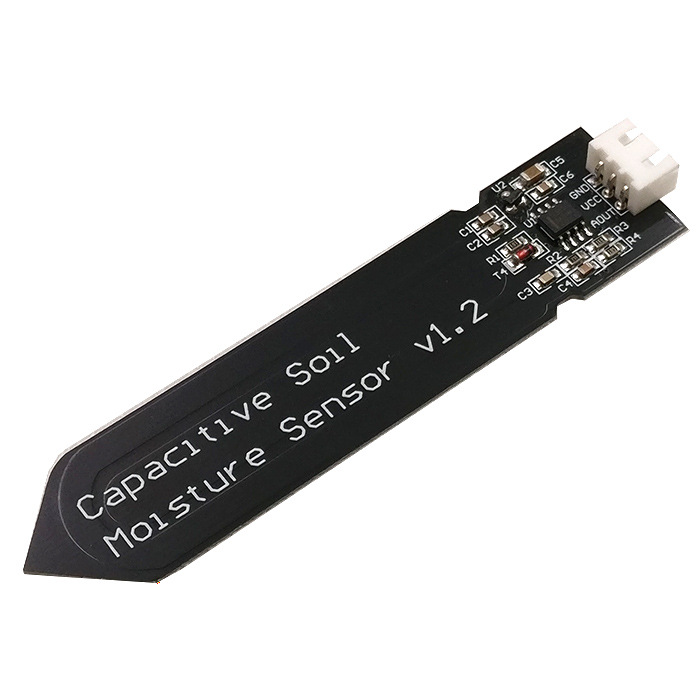 Capacitive Soil
Moisture Sensor v1.2
U2
C5
C6
GND
VCC
AOUT
C1
C2
U1
R1
T4
R2
R3
R4
C3
C4